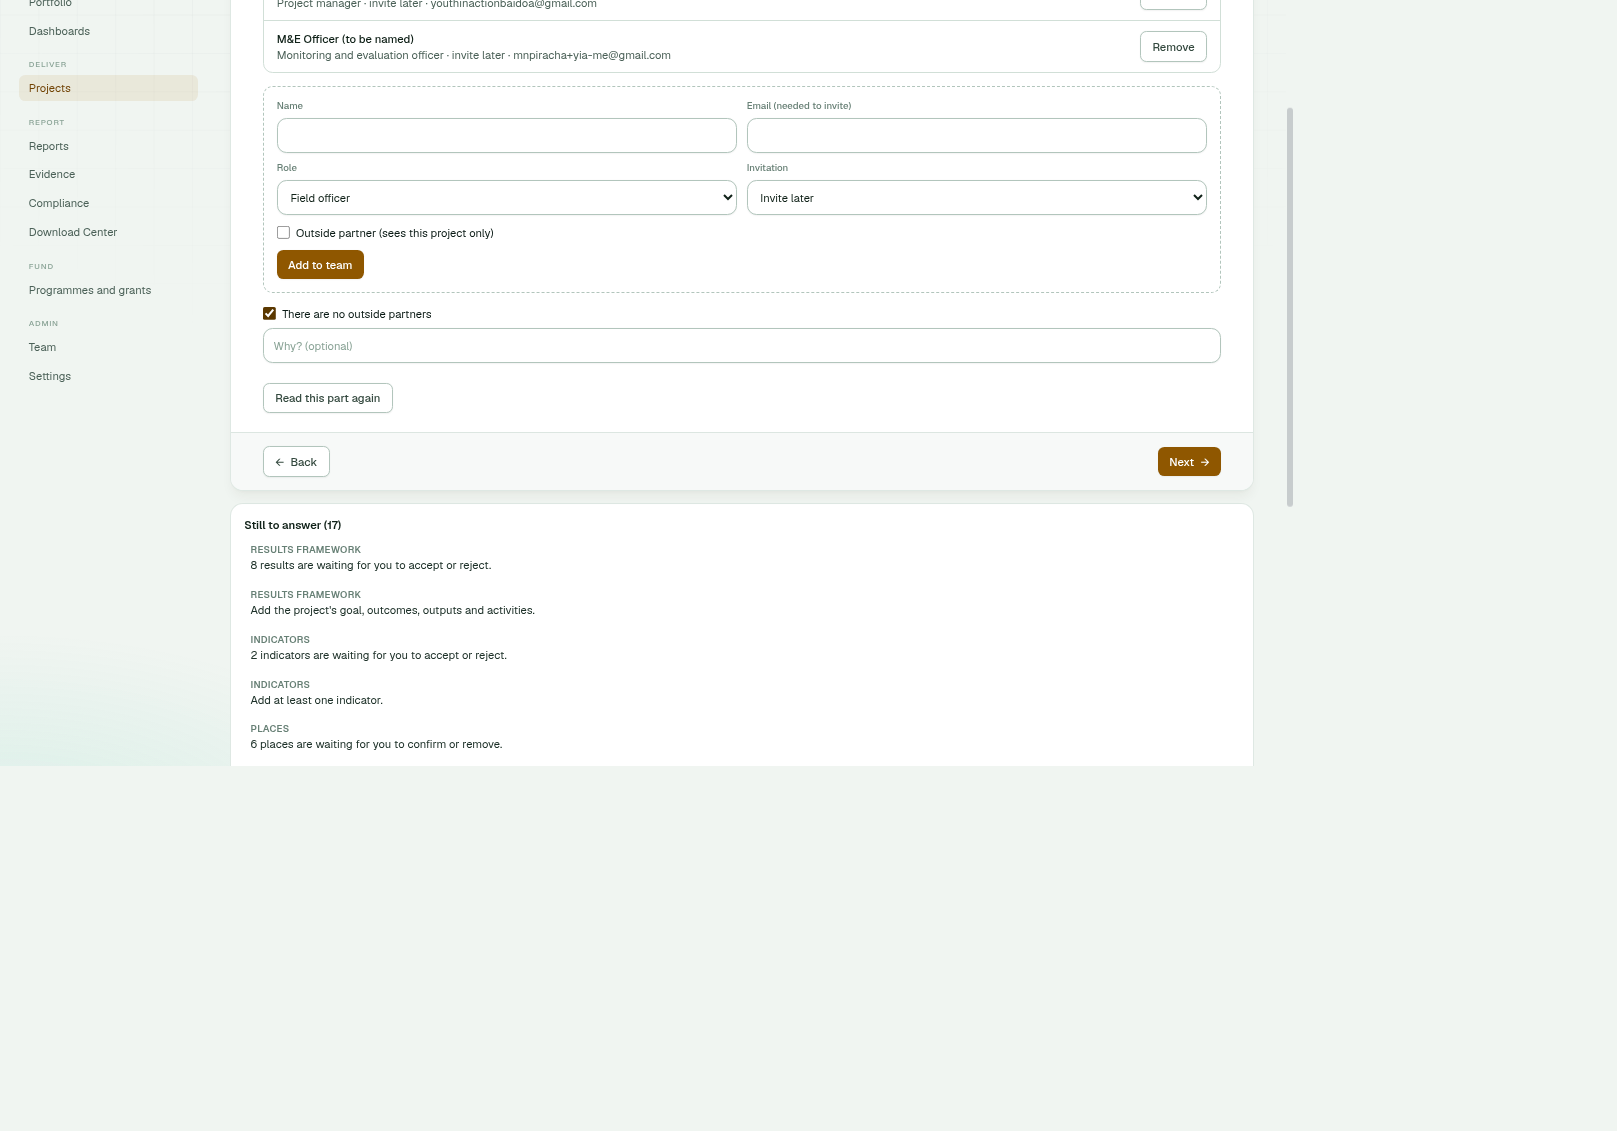 Portfolio
Dashboards
DELIVER
Projects
REPORT
Reports
Evidence
Compliance
Download Center
FUND
Programmes and grants
ADMIN
Team
Settings
Project manager · invite later · youthinactionbaidoa@gmail.com
M&E Officer (to be named)
Monitoring and evaluation officer · invite later · mnpiracha+yia-me@gmail.com
Remove
Name
Email (needed to invite)
Role
Invitation
Field officer
Invite later
Outside partner (sees this project only)
Add to team
There are no outside partners
Why? (optional)
Read this part again
← Back
Next →
Still to answer (17)
RESULTS FRAMEWORK
8 results are waiting for you to accept or reject.
RESULTS FRAMEWORK
Add the project's goal, outcomes, outputs and activities.
INDICATORS
2 indicators are waiting for you to accept or reject.
INDICATORS
Add at least one indicator.
PLACES
6 places are waiting for you to confirm or remove.